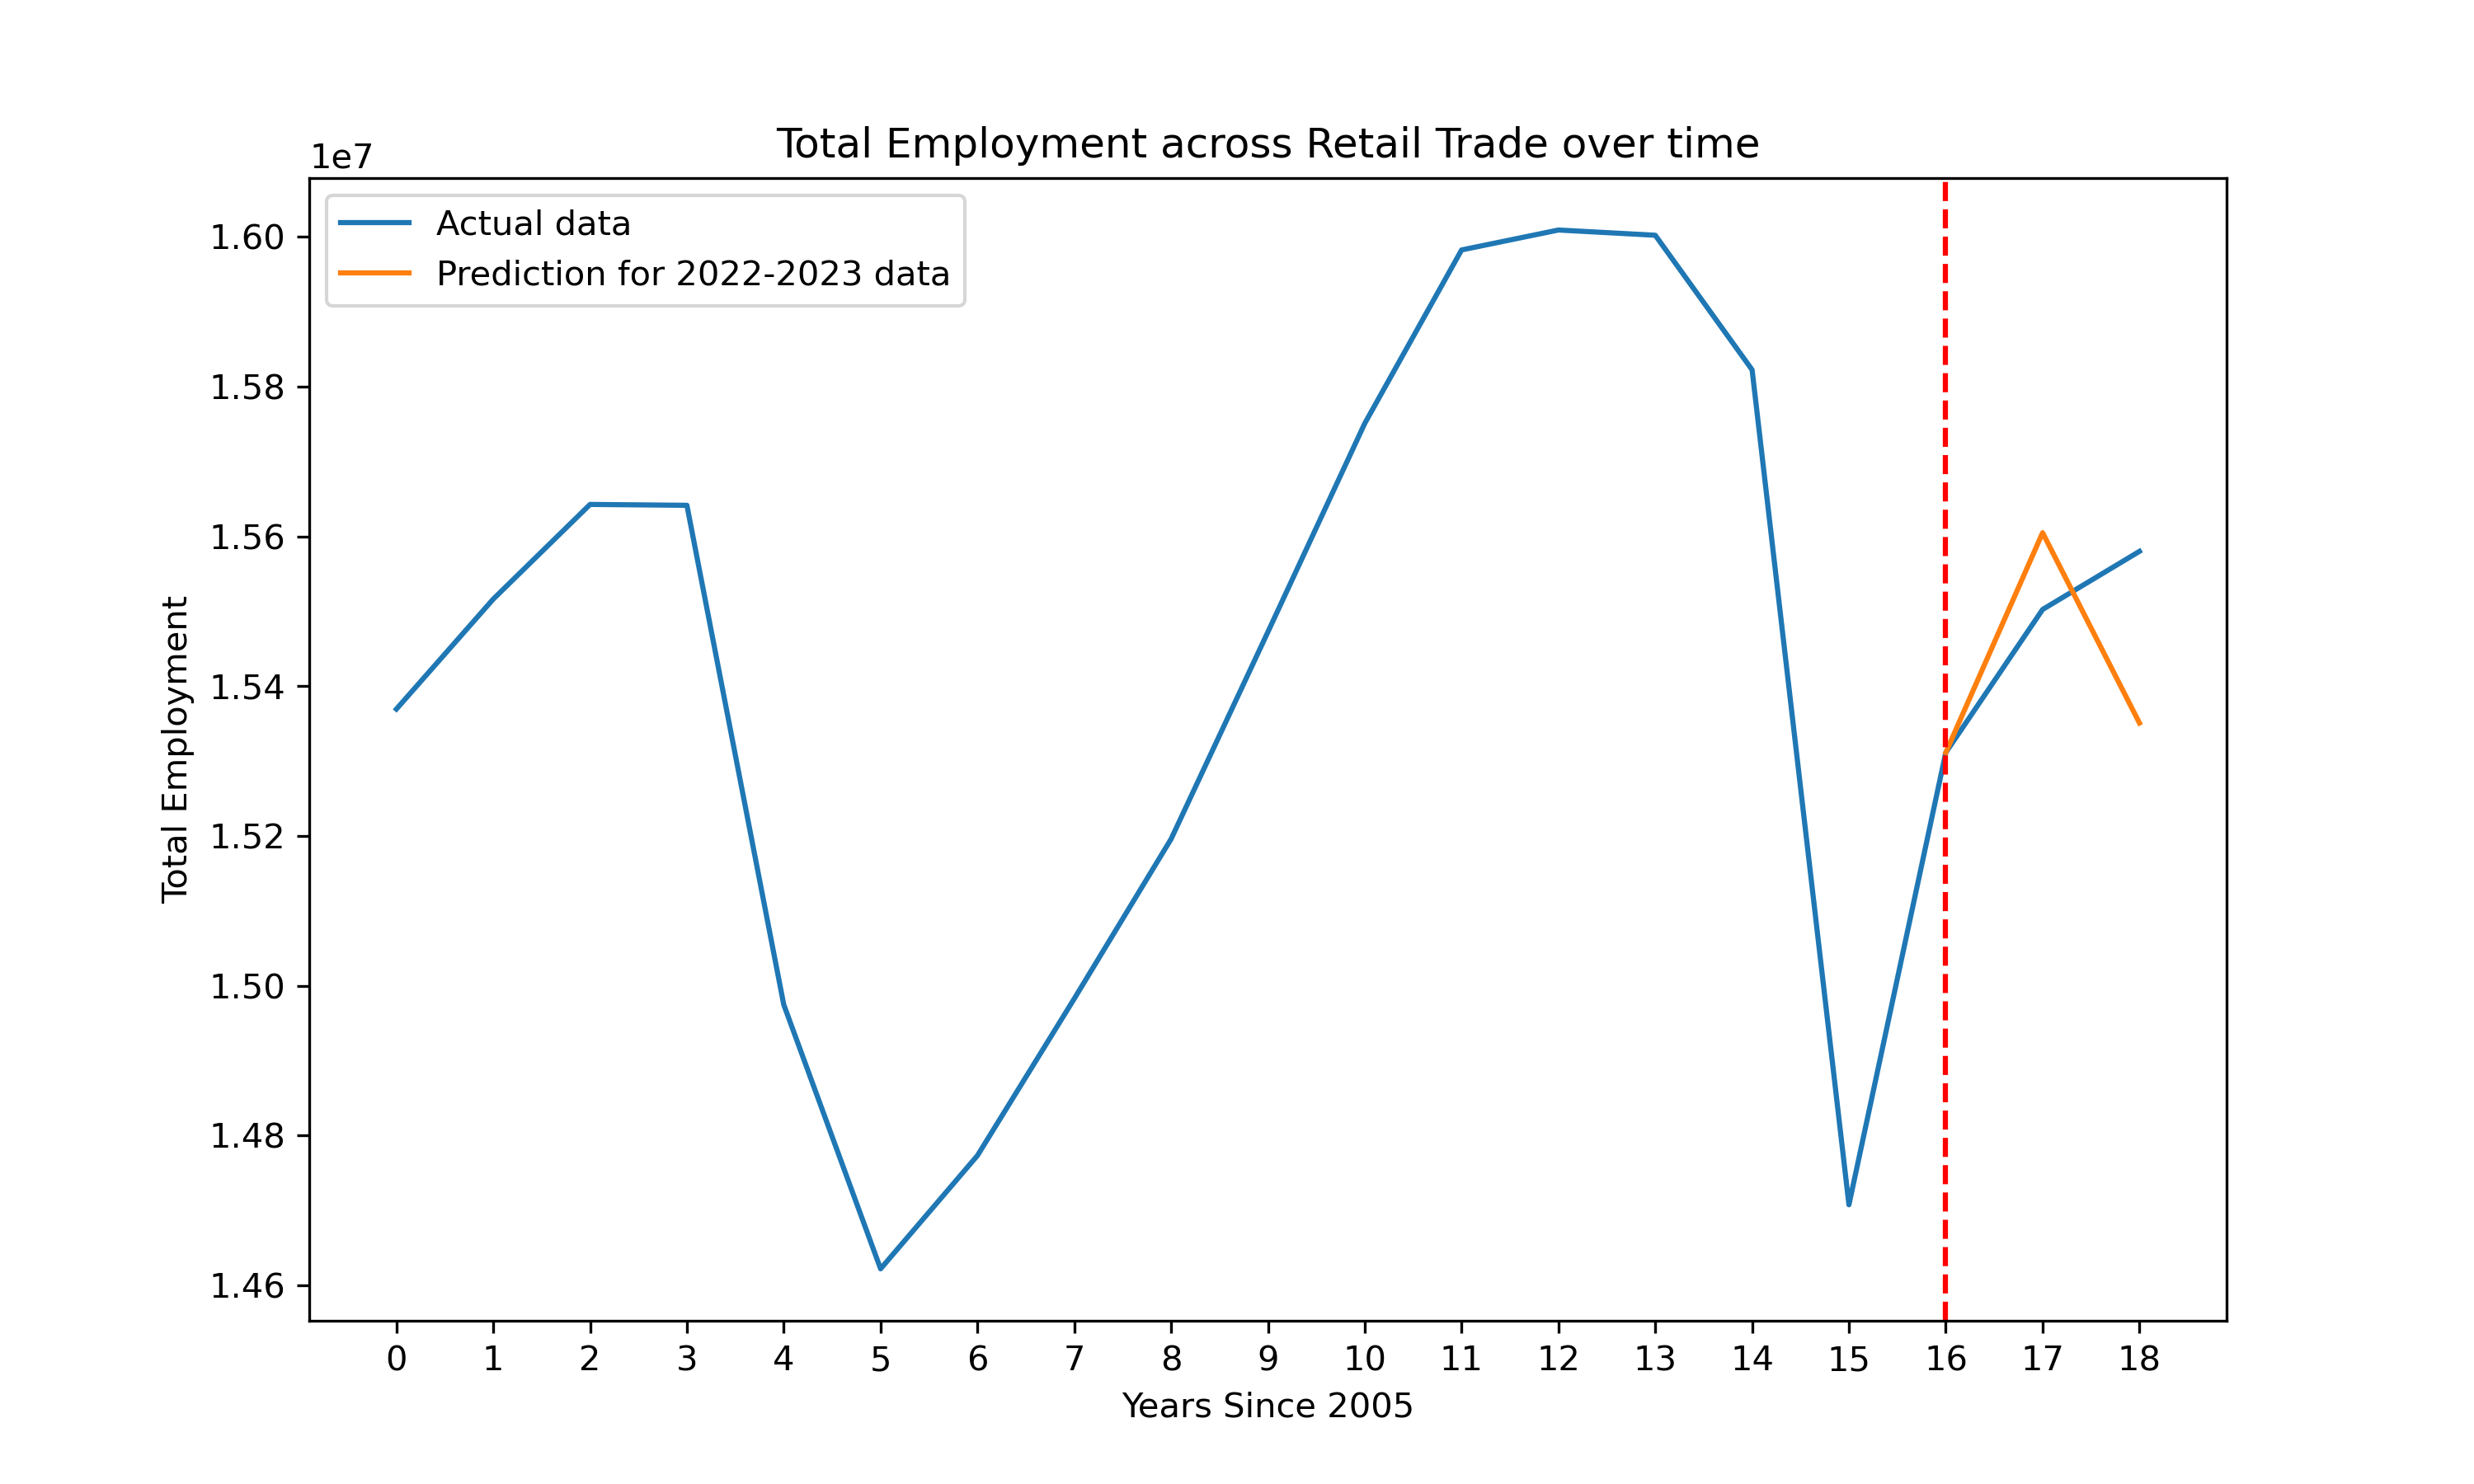 Total Employment across Retail Trade over time
1e7
Actual data
Prediction for 2022-2023 data
1.60
1.58
1.56
1.54
1.52
1.50
1.48
1.46
Total Employment
0 1 2 3 4 5 6 7 8 9 10 11 12 13 14 15 16 17 18
Years Since 2005